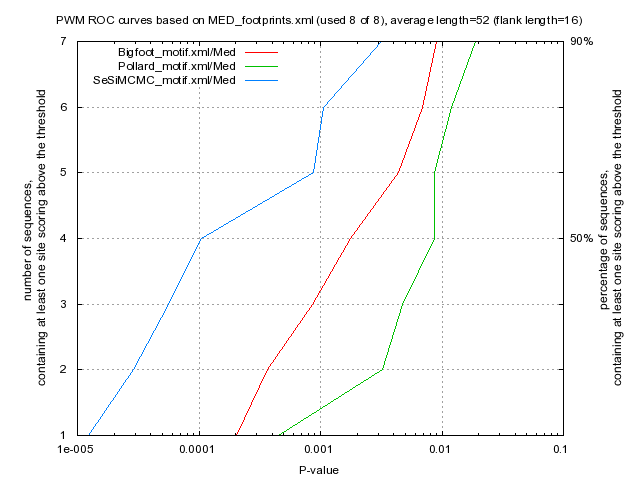 PWM ROC curves based on MED_footprints.xml (used 8 of 8), average length=52 (flank length=16)
Bigfoot_motif.xml/Med
Pollard_motif.xml/Med
SeSiMCMC_motif.xml/Med
7
6
5
4
3
2
1
90%
50%
1e-005
0.0001
0.001
0.01
0.1
P-value
number of sequences,
containing at least one site scoring above the threshold
percentage of sequences,
containing at least one site scoring above the threshold